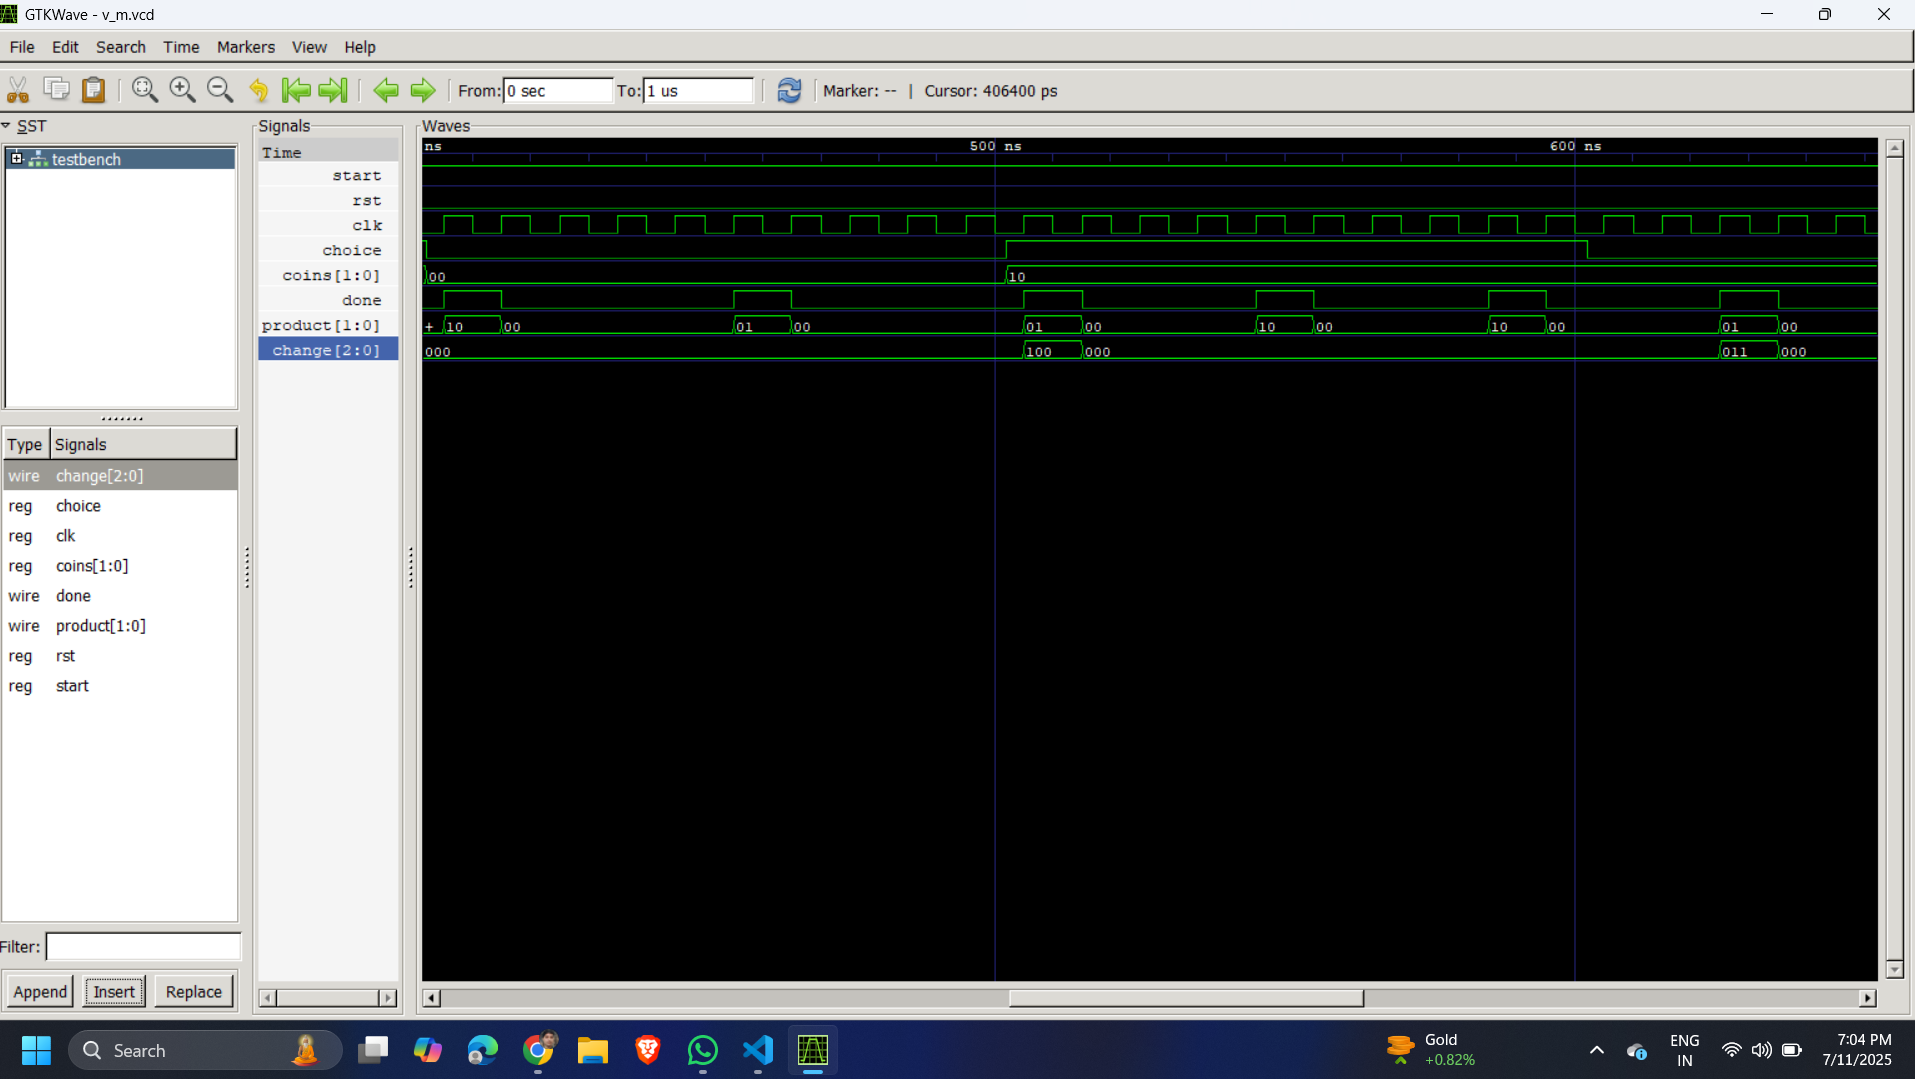 GTKWave - v_m.vcd
File Edit Search Time Markers View Help
From: 0 sec To: 1 us Marker: -- | Cursor: 406400 ps
SST
testbench
Type Signals
wire change[2:0]
reg choice
reg clk
reg coins[1:0]
wire done
wire product[1:0]
reg rst
reg start
Filter:
Append Insert Replace
Signals
Time
start
rst
clk
choice
coins[1:0]
done
product[1:0]
change[2:0]
Waves
ns 500 ns 600 ns
00 10
+ 10 00 01 00 01 00 10 00 10 00 01 00
000 100 000 011 000
Search
Gold
+0.82%
ENG
IN
7:04 PM
7/11/2025